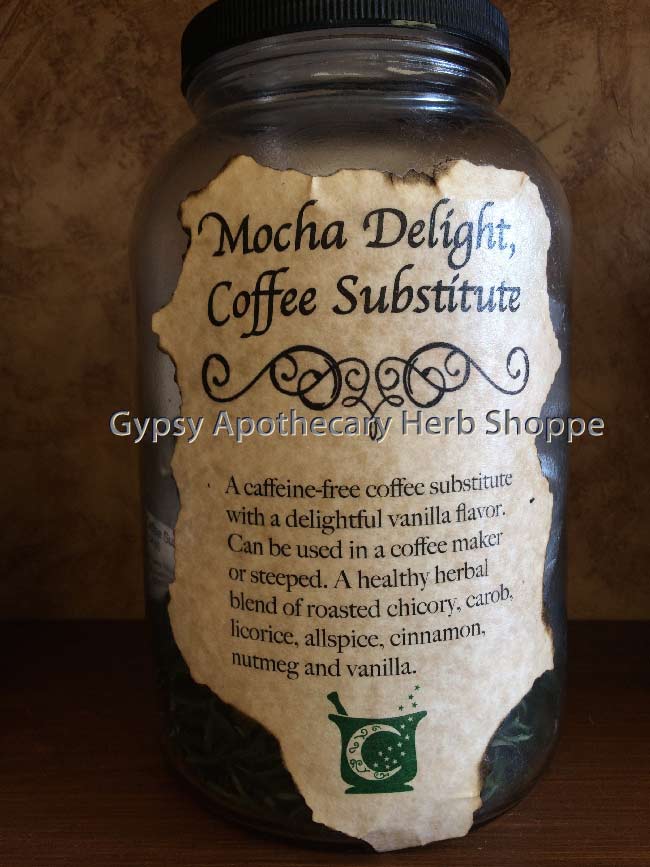 Mocha Delight,
Coffee Substitute
Gypsy Apothecary Herb Shoppe
A caffeine-free coffee substitute
with a delightful vanilla flavor.
Can be used in a coffee maker
or steeped. A healthy herbal
blend of roasted chicory, carob,
licorice, allspice, cinnamon,
nutmeg and vanilla.